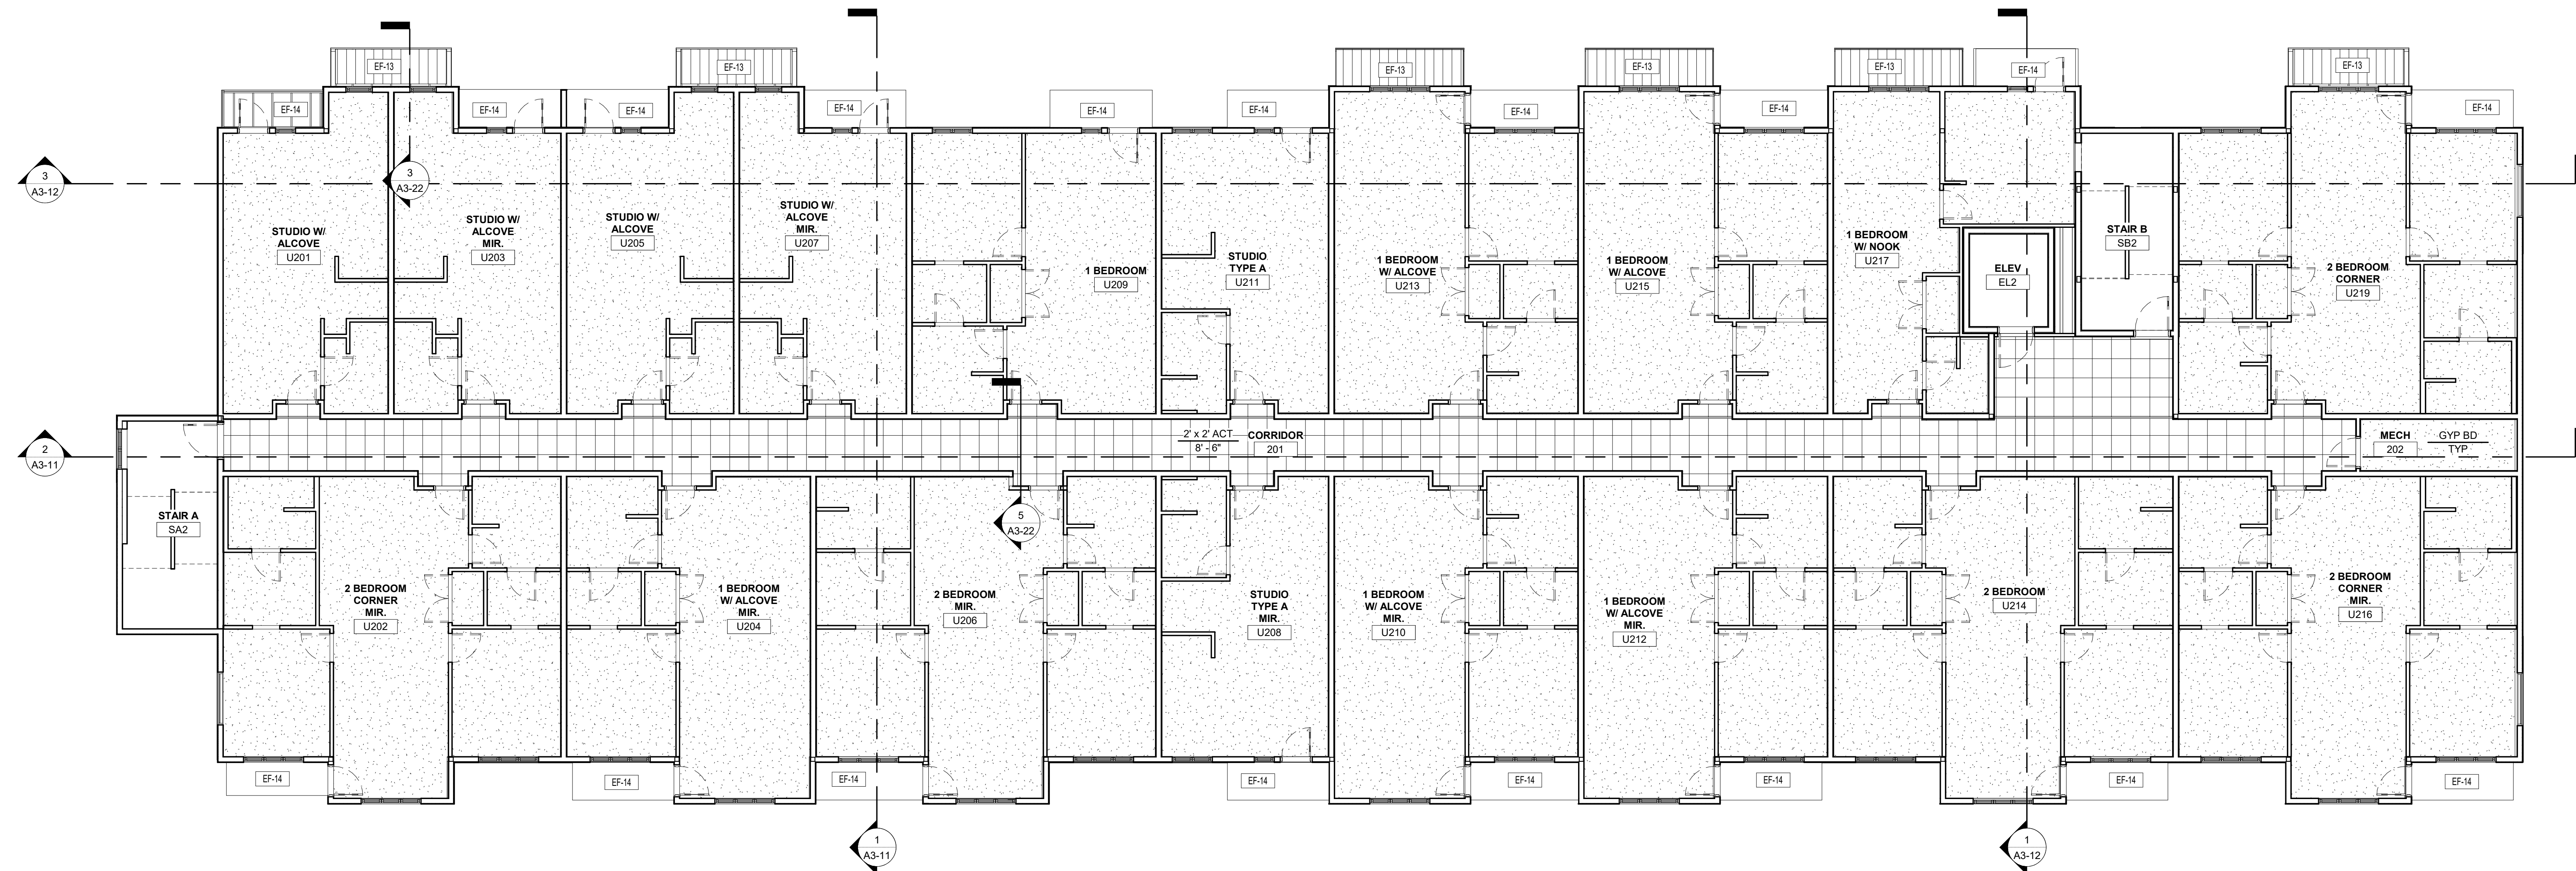 EF-13
EF-13
EF-13
EF-13
EF-13
EF-14
EF-13
EF-14
EF-14
EF-14
EF-14
EF-14
EF-14
EF-14
EF-14
EF-14
3
A3-12
3
A3-22
STUDIO W/
ALCOVE
U201
STUDIO W/
ALCOVE
MIR.
U203
STUDIO W/
ALCOVE
U205
STUDIO W/
ALCOVE
MIR.
U207
1 BEDROOM
U209
STUDIO
TYPE A
U211
1 BEDROOM
W/ ALCOVE
U213
1 BEDROOM
W/ ALCOVE
U215
1 BEDROOM
W/ NOOK
U217
ELEV
EL2
STAIR B
SB2
2 BEDROOM
CORNER
U219
2
A3-11
2' x 2' ACT
8' - 6"
CORRIDOR
201
MECH
202
GYP BD
TYP
STAIR A
SA2
5
A3-22
2 BEDROOM
CORNER
MIR.
U202
1 BEDROOM
W/ ALCOVE
MIR.
U204
2 BEDROOM
MIR.
U206
STUDIO
TYPE A
MIR.
U208
1 BEDROOM
W/ ALCOVE
MIR.
U210
1 BEDROOM
W/ ALCOVE
MIR.
U212
2 BEDROOM
U214
2 BEDROOM
CORNER
MIR.
U216
EF-14
EF-14
EF-14
EF-14
EF-14
EF-14
EF-14
EF-14
1
A3-11
1
A3-12